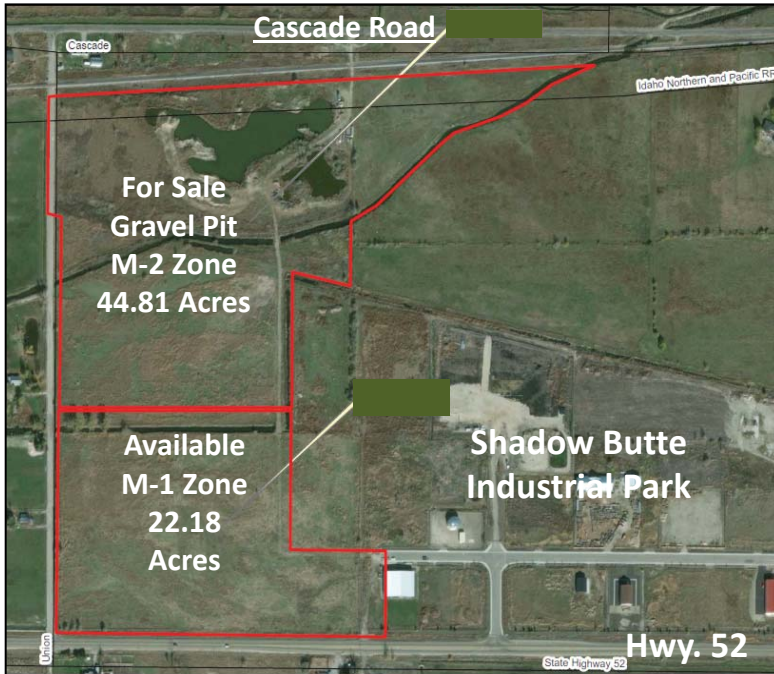 Cascade Road
Cascade
Idaho Northern and Pacific RR
For Sale
Gravel Pit
M-2 Zone
44.81 Acres
Available
M-1 Zone
22.18
Acres
Shadow Butte
Industrial Park
Union
Hwy. 52
State Highway 52